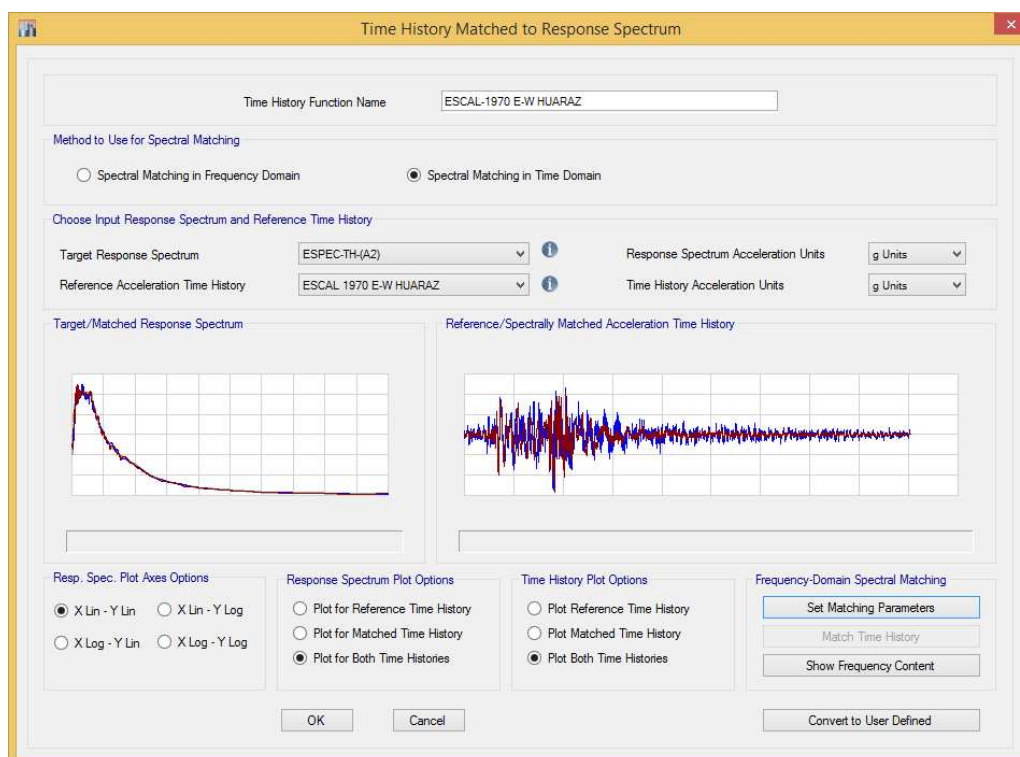 Time History Matched to Response Spectrum
Time History Function Name ESCAL-1970 E-W HUARAZ
Method to Use for Spectral Matching
Spectral Matching in Frequency Domain Spectral Matching in Time Domain
Choose Input Response Spectrum and Reference Time History
Target Response Spectrum ESPEC-TH-(A2) Response Spectrum Acceleration Units g Units
Reference Acceleration Time History ESCAL 1970 E-W HUARAZ Time History Acceleration Units g Units
Target/Matched Response Spectrum Reference/Spectrally Matched Acceleration Time History
Resp. Spec. Plot Axes Options
X Lin - Y Lin X Lin - Y Log
X Log - Y Lin X Log - Y Log
Response Spectrum Plot Options
Plot for Reference Time History
Plot for Matched Time History
Plot for Both Time Histories
Time History Plot Options
Plot Reference Time History
Plot Matched Time History
Plot Both Time Histories
Frequency-Domain Spectral Matching
Set Matching Parameters
Match Time History
Show Frequency Content
OK Cancel Convert to User Defined